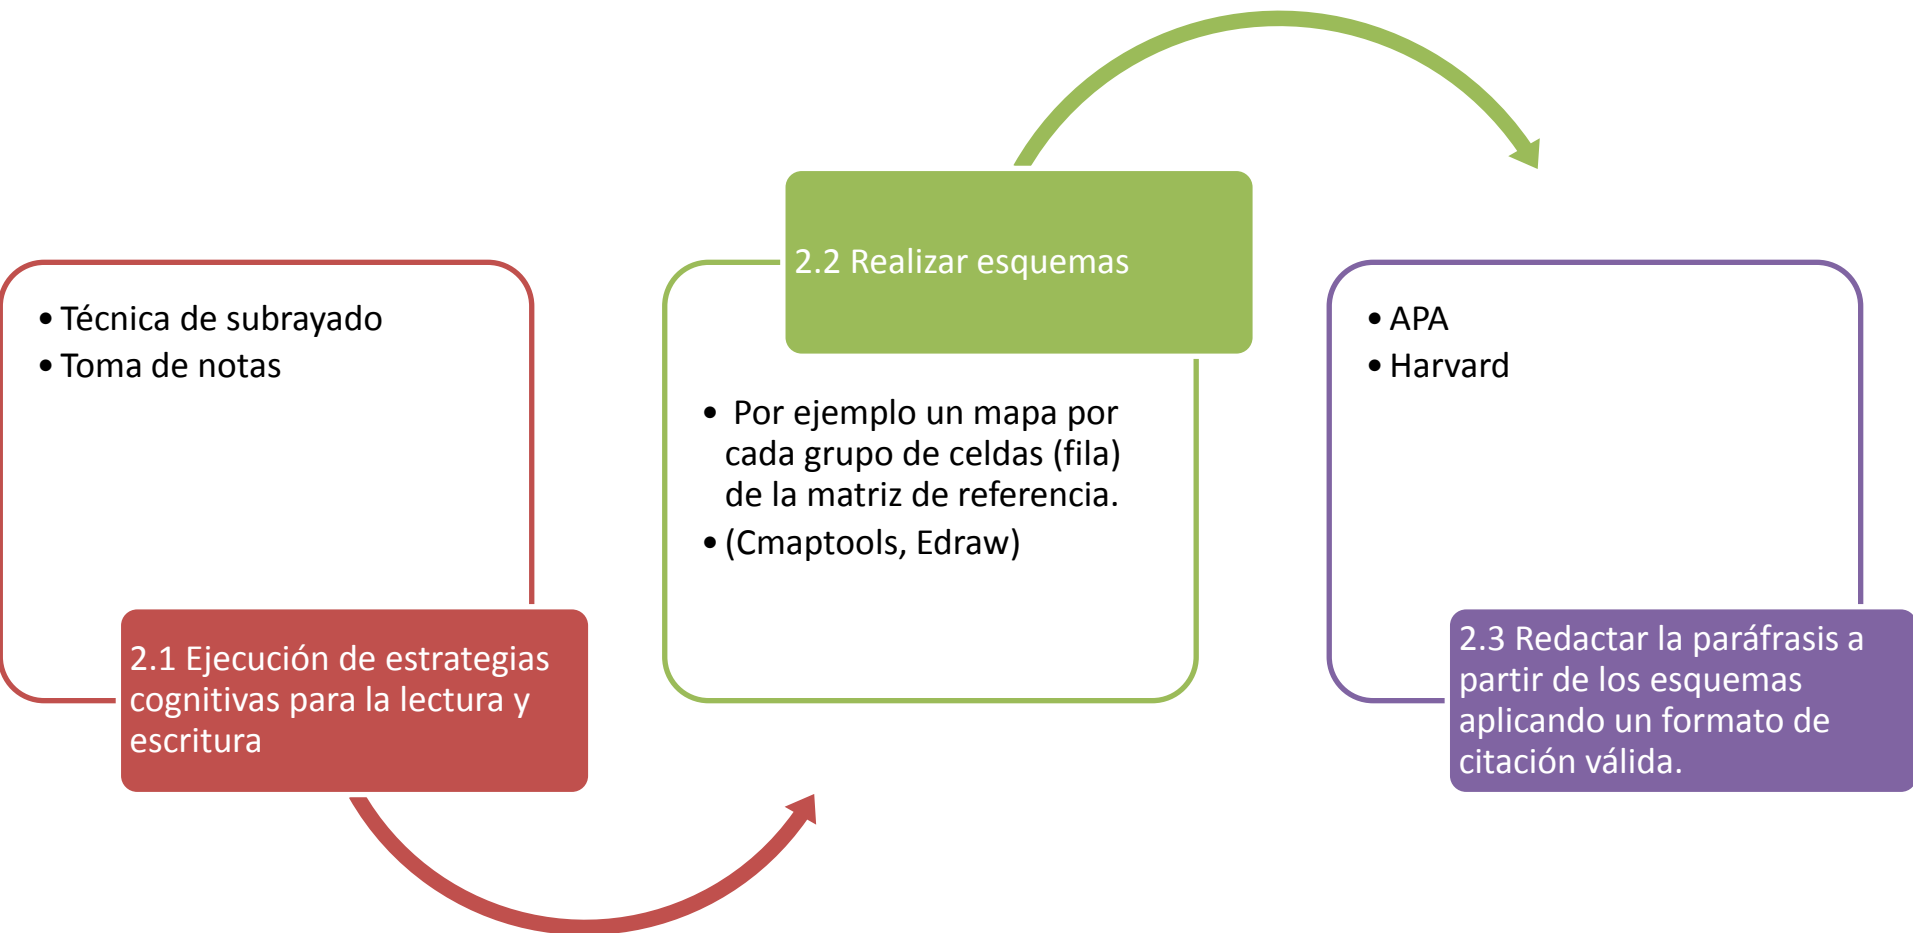 • Técnica de subrayado
• Toma de notas
2.1 Ejecución de estrategias
cognitivas para la lectura y
escritura
2.2 Realizar esquemas
• Por ejemplo un mapa por
cada grupo de celdas (fila)
de la matriz de referencia.
• (Cmaptools, Edraw)
• APA
• Harvard
2.3 Redactar la paráfrasis a
partir de los esquemas
aplicando un formato de
citación válida.